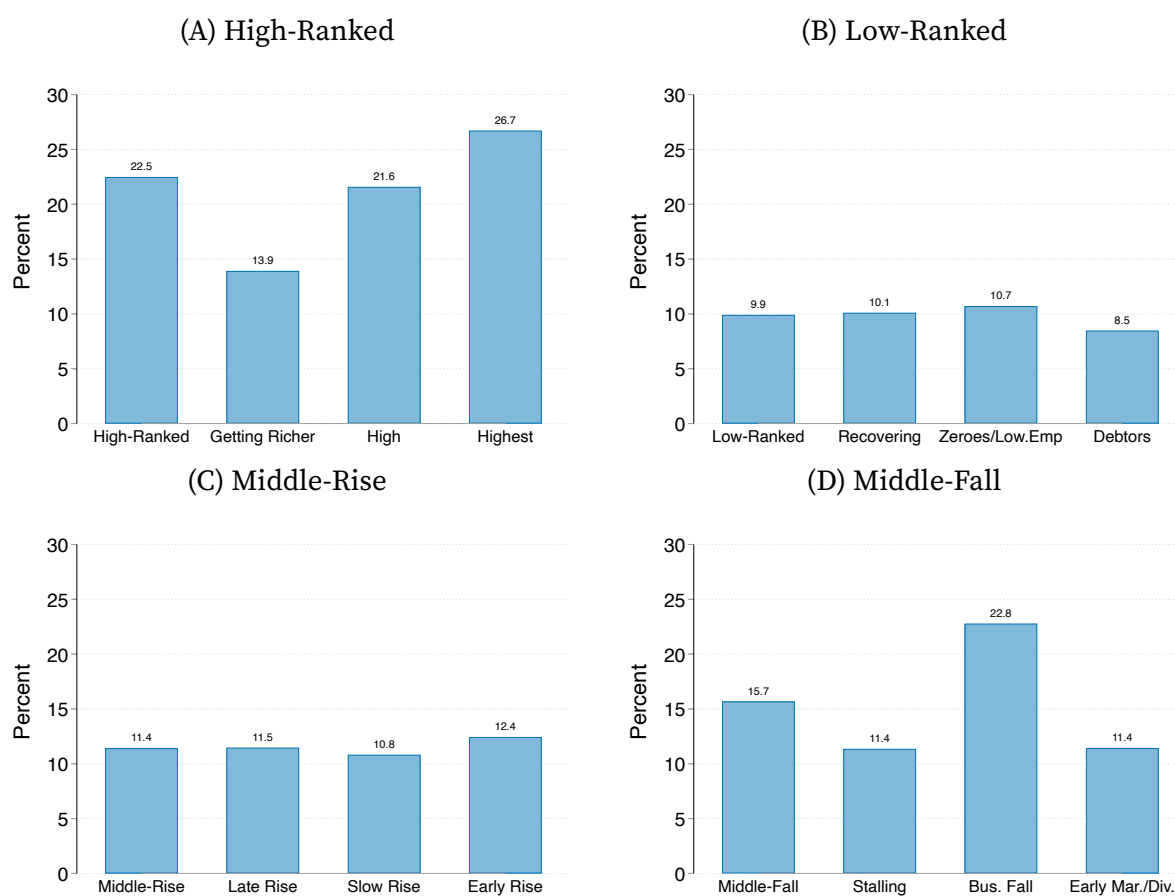 (A) High-Ranked
30
25
20
15
10
5
0
Percent
22.5
13.9
21.6
26.7
High-Ranked
Getting Richer
High
Highest
(B) Low-Ranked
30
25
20
15
10
5
0
Percent
9.9
10.1
10.7
8.5
Low-Ranked
Recovering
Zeroes/Low.Emp
Debtors
(C) Middle-Rise
30
25
20
15
10
5
0
Percent
11.4
11.5
10.8
12.4
Middle-Rise
Late Rise
Slow Rise
Early Rise
(D) Middle-Fall
30
25
20
15
10
5
0
Percent
15.7
11.4
22.8
11.4
Middle-Fall
Stalling
Bus. Fall
Early Mar./Div.